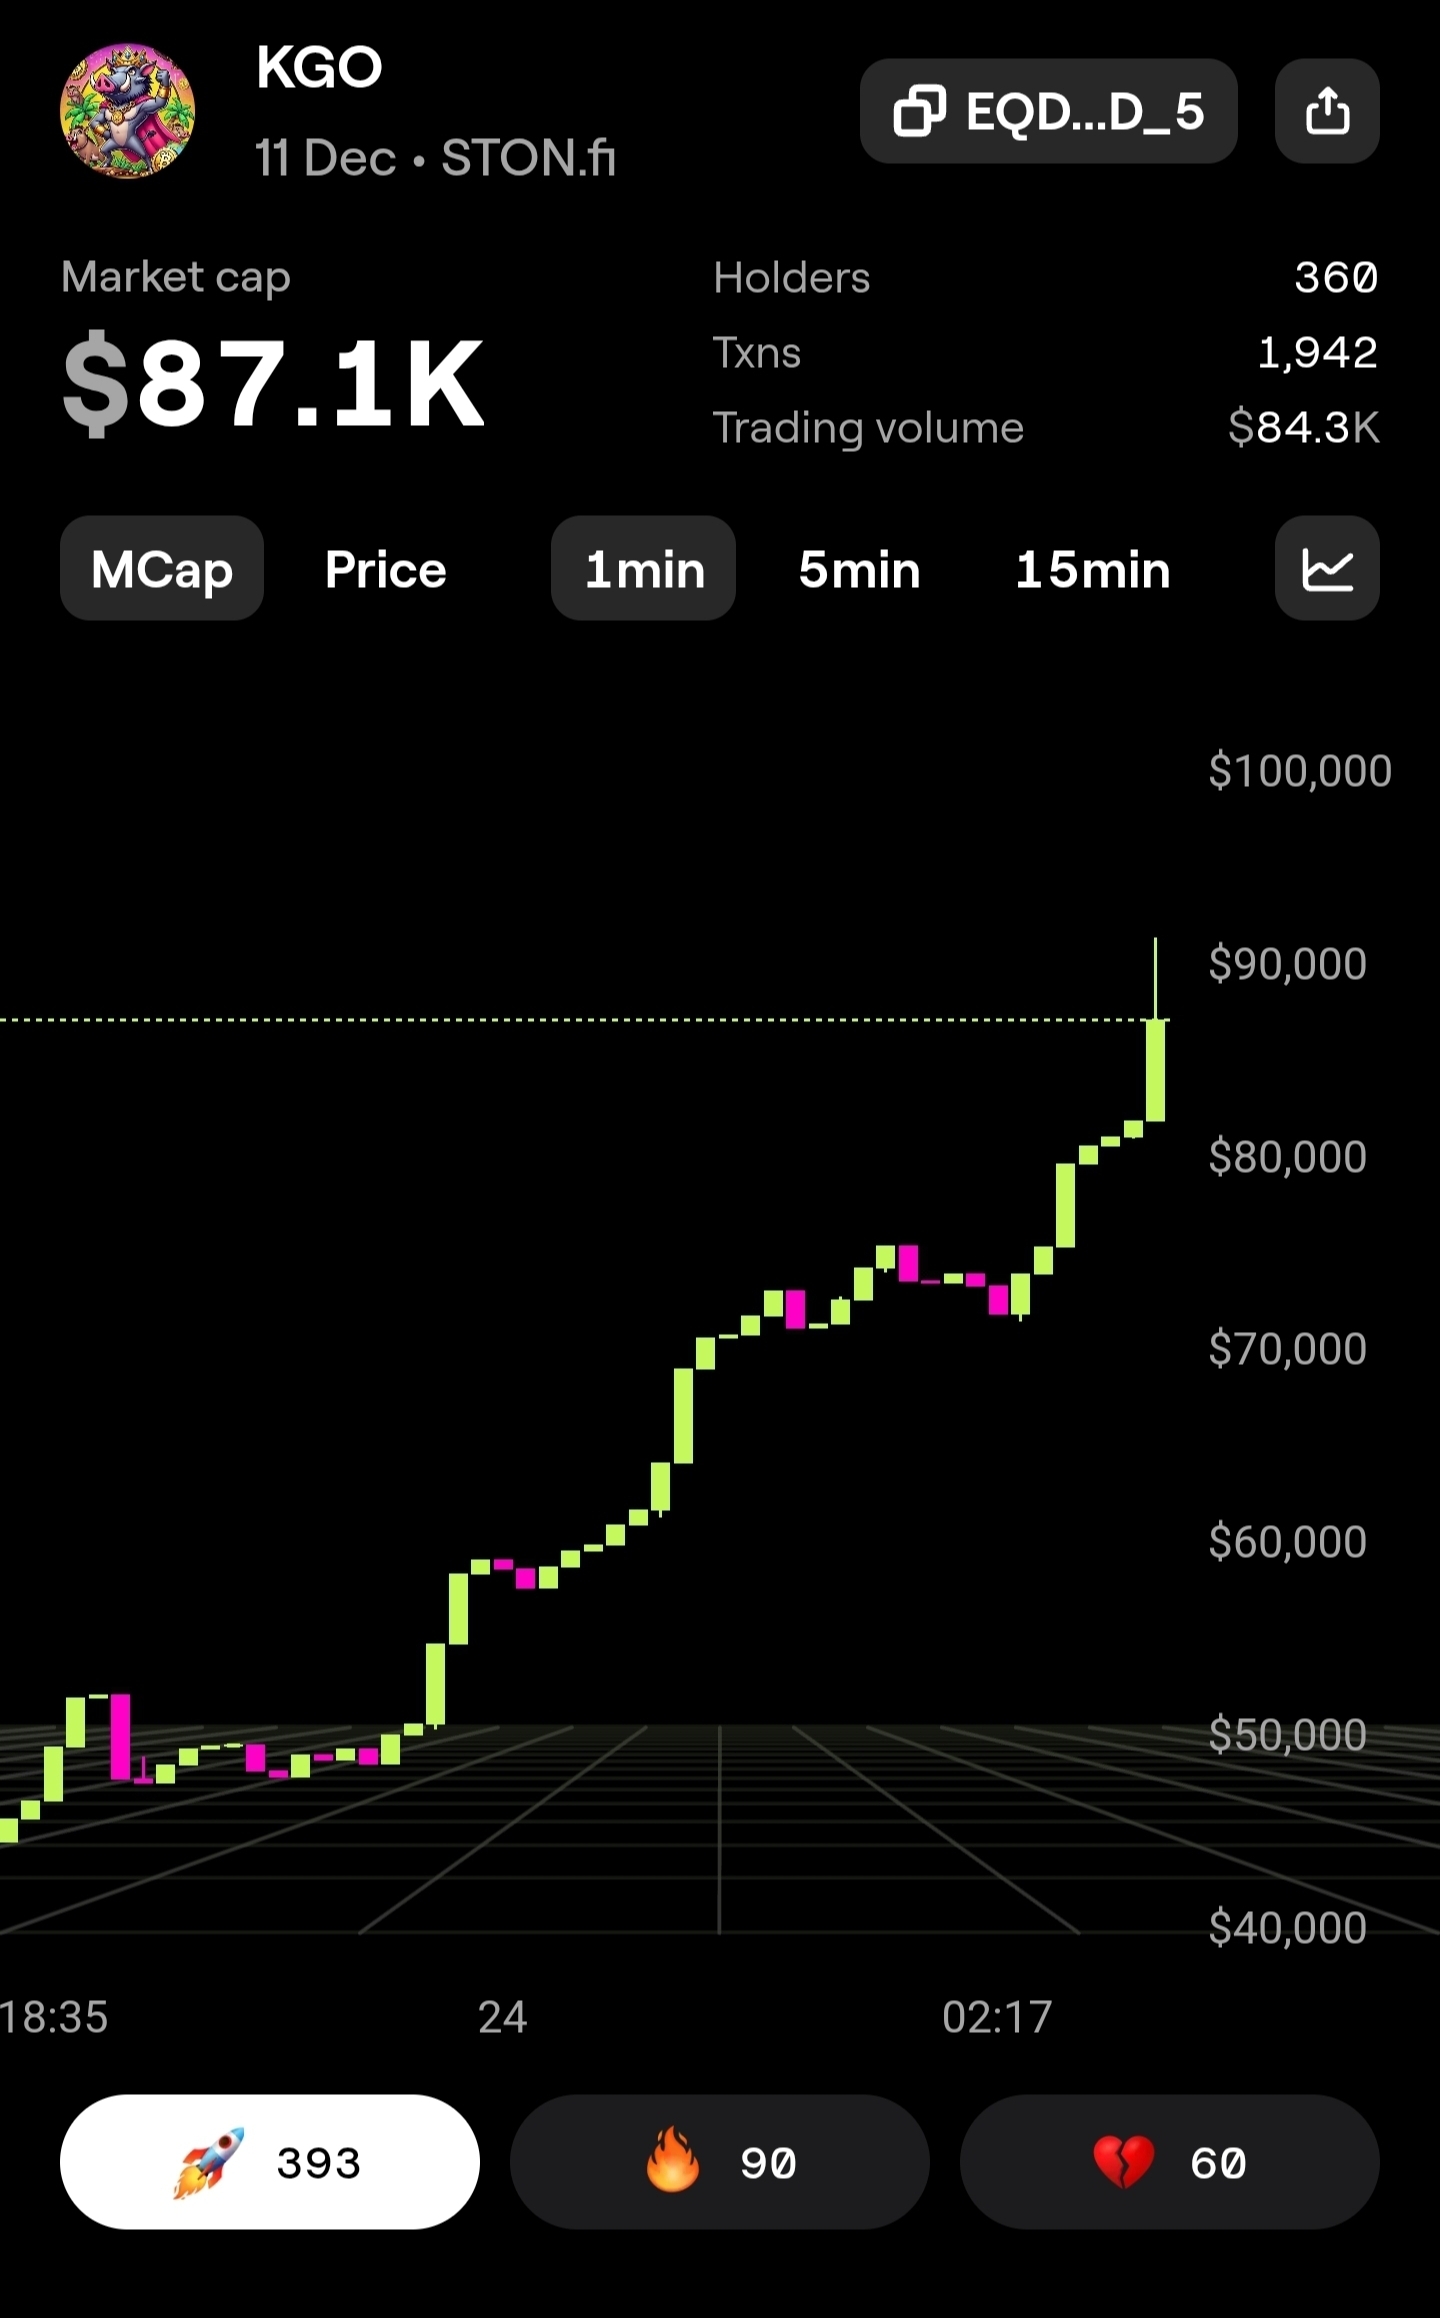 KGO
11 Dec • STON.fi
EQD...D_5
Market cap
$87.1K
Holders 360
Txns 1,942
Trading volume $84.3K
MCap Price 1min 5min 15min
$100,000
$90,000
$80,000
$70,000
$60,000
$50,000
$40,000
18:35 24 02:17
🚀 393 🔥 90 💔 60